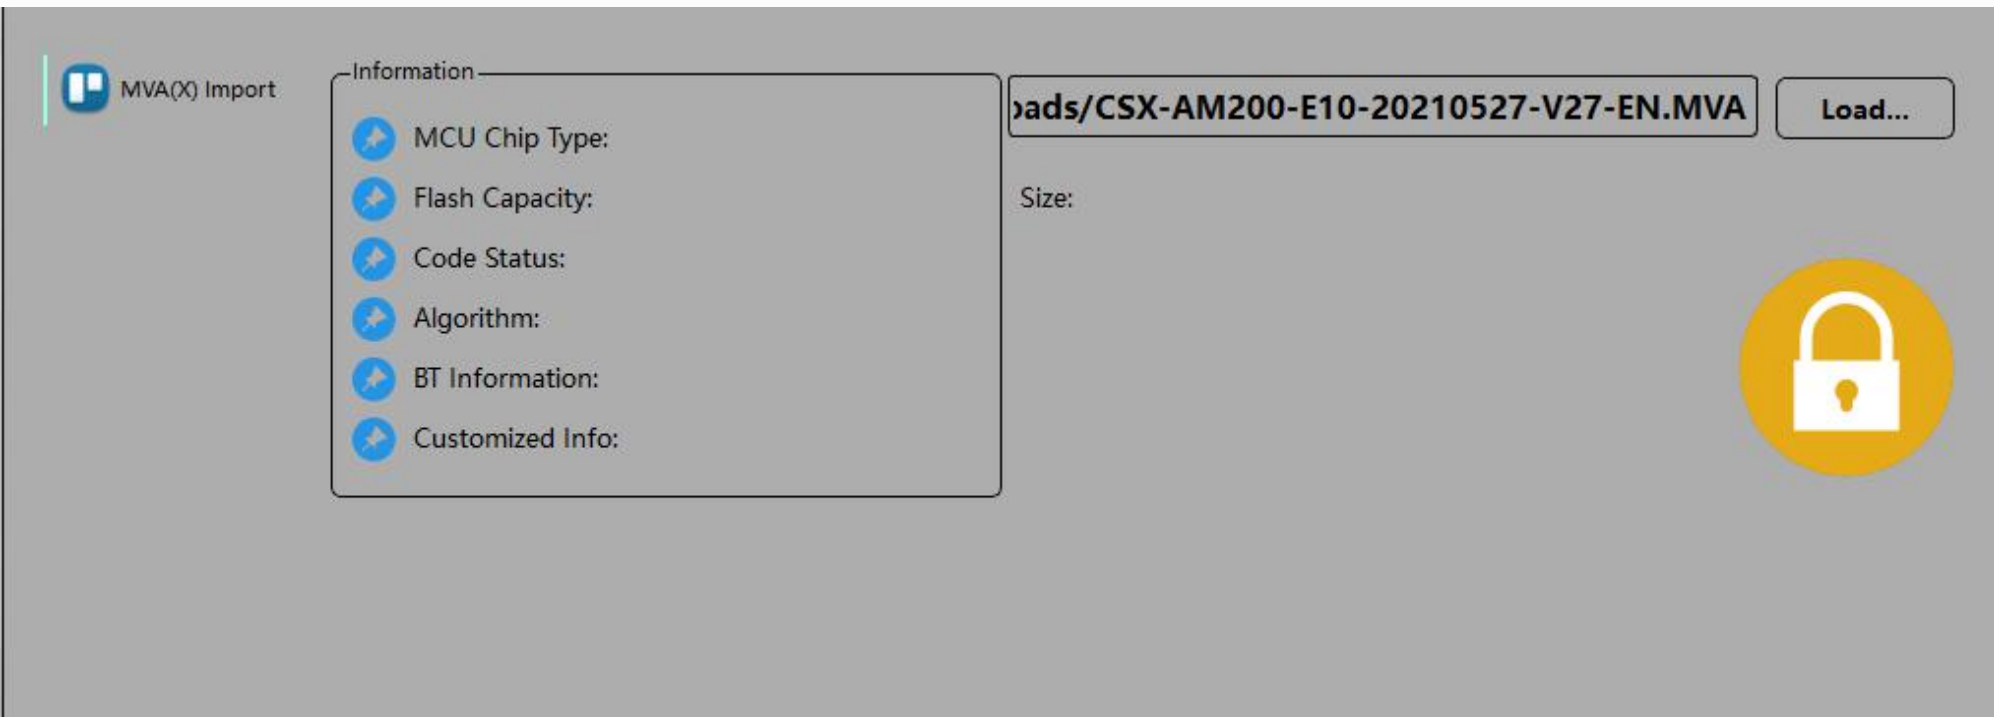 MVA(X) Import
Information
MCU Chip Type:
Flash Capacity:
Code Status:
Algorithm:
BT Information:
Customized Info:
oads/CSX-AM200-E10-20210527-V27-EN.MVA
Load...
Size: